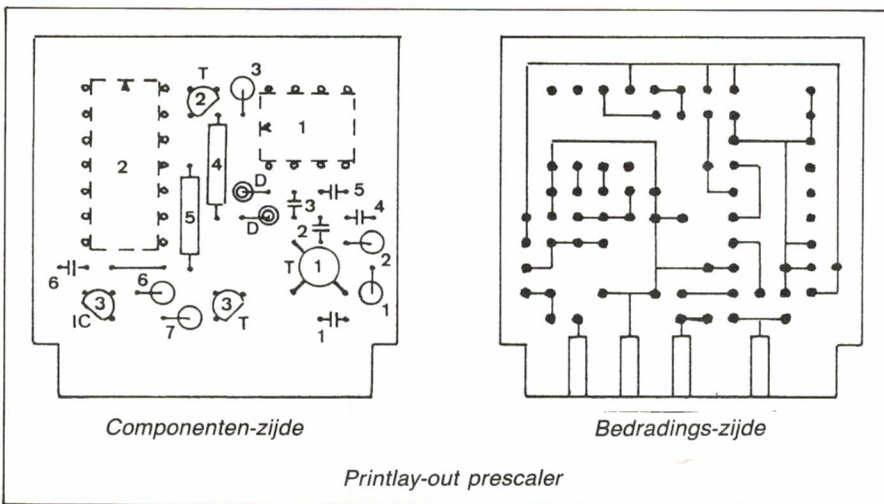 T 3
2 1
2 4
D 5
3 4
5 D 2
T 1 2
6 6
3 3 1
IC 7 T 1
Componenten-zijde Bedradings-zijde
Printlay-out prescaler